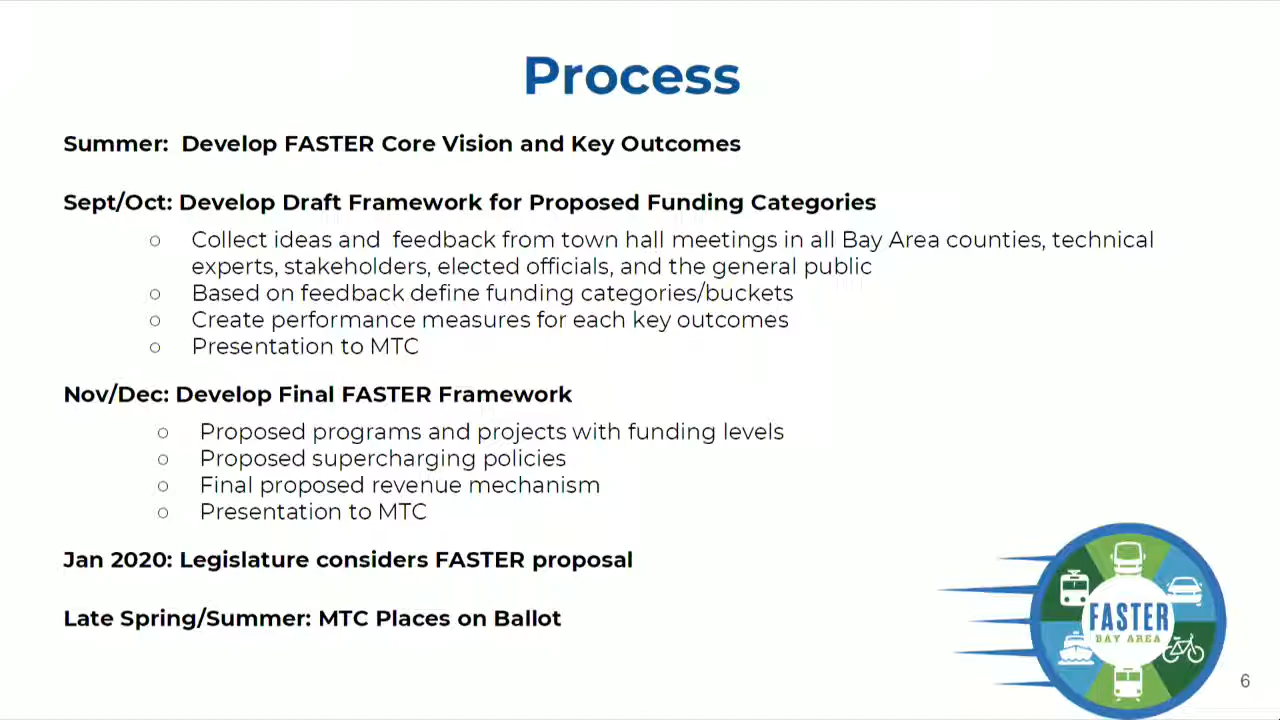 Process
Summer:  Develop FASTER Core Vision and Key Outcomes
Sept/Oct: Develop Draft Framework for Proposed Funding Categories
○ Collect ideas and  feedback from town hall meetings in all Bay Area counties, technical
experts, stakeholders, elected officials, and the general public
○ Based on feedback define funding categories/buckets
○ Create performance measures for each key outcomes
○ Presentation to MTC
Nov/Dec: Develop Final FASTER Framework
○ Proposed programs and projects with funding levels
○ Proposed supercharging policies
○ Final proposed revenue mechanism
○ Presentation to MTC
Jan 2020: Legislature considers FASTER proposal
Late Spring/Summer: MTC Places on Ballot
FASTER
BAY AREA
6